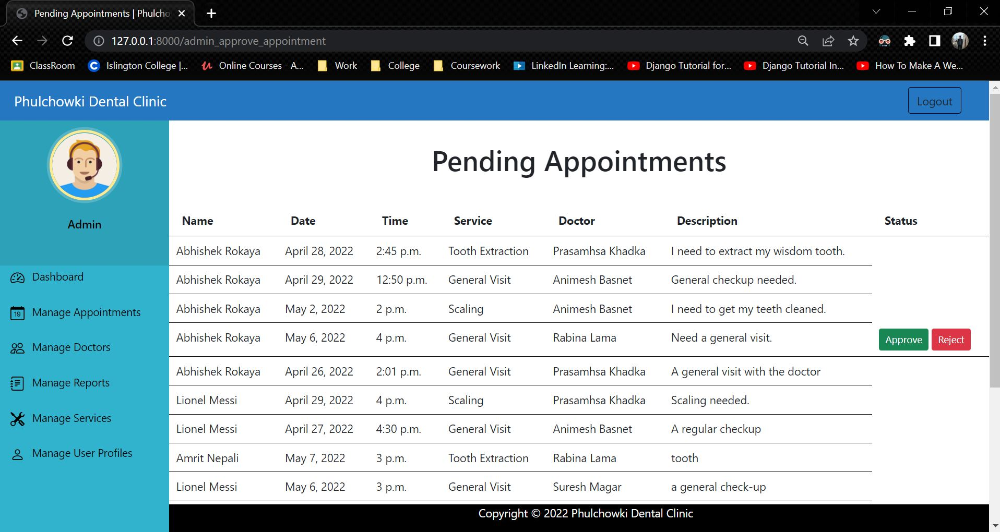 Pending Appointments | Phulcho
127.0.0.1:8000/admin_approve_appointment
ClassRoom Islington College |... Online Courses - A... Work College Coursework LinkedIn Learning:... Django Tutorial for... Django Tutorial In... How To Make A We...
Phulchowki Dental Clinic Logout
Admin
Dashboard
19 Manage Appointments
Manage Doctors
Manage Reports
Manage Services
Manage User Profiles
Pending Appointments
Name Date Time Service Doctor Description Status
Abhishek Rokaya April 28, 2022 2:45 p.m. Tooth Extraction Prasamhsa Khadka I need to extract my wisdom tooth.
Abhishek Rokaya April 29, 2022 12:50 p.m. General Visit Animesh Basnet General checkup needed.
Abhishek Rokaya May 2, 2022 2 p.m. Scaling Animesh Basnet I need to get my teeth cleaned.
Abhishek Rokaya May 6, 2022 4 p.m. General Visit Rabina Lama Need a general visit. Approve Reject
Abhishek Rokaya April 26, 2022 2:01 p.m. General Visit Prasamhsa Khadka A general visit with the doctor
Lionel Messi April 29, 2022 4 p.m. Scaling Prasamhsa Khadka Scaling needed.
Lionel Messi April 27, 2022 4:30 p.m. General Visit Animesh Basnet A regular checkup
Amrit Nepali May 7, 2022 3 p.m. Tooth Extraction Rabina Lama tooth
Lionel Messi May 6, 2022 3 p.m. General Visit Suresh Magar a general check-up
Copyright © 2022 Phulchowki Dental Clinic